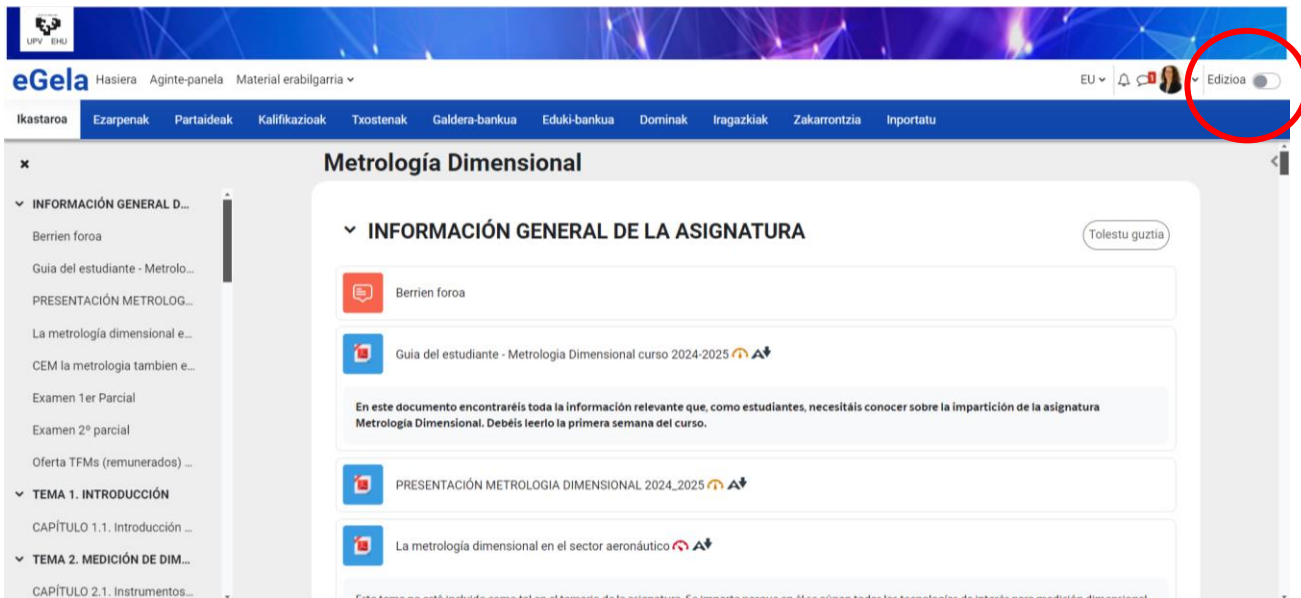 UPV EHU
eGela Hasiera Aginte-panela Material erabilgarria EU Edizioa
Ikastaroa Ezarpenak Partaideak Kalifikazioak Txostenak Galdera-bankua Eduki-bankua Dominak Iragazkiak Zakarrontzia Inportatu
Metrología Dimensional
INFORMACIÓN GENERAL D...
Berrien foroa
Guia del estudiante - Metrolo...
PRESENTACIÓN METROLOG...
La metrología dimensional e...
CEM la metrologia tambien e...
Examen 1er Parcial
Examen 2º parcial
Oferta TFMs (remunerados) ...
TEMA 1. INTRODUCCIÓN
CAPÍTULO 1.1. Introducción ...
TEMA 2. MEDICIÓN DE DIM...
CAPÍTULO 2.1. Instrumentos...
INFORMACIÓN GENERAL DE LA ASIGNATURA
Tolestu guztia
Berrien foroa
Guia del estudiante - Metrologia Dimensional curso 2024-2025
En este documento encontraréis toda la información relevante que, como estudiantes, necesitáis conocer sobre la impartición de la asignatura
Metrología Dimensional. Debéis leerlo la primera semana del curso.
PRESENTACIÓN METROLOGIA DIMENSIONAL 2024_2025
La metrología dimensional en el sector aeronáutico